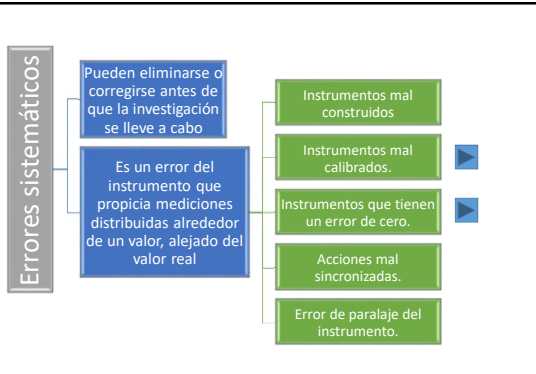 Errores sistemáticos
Pueden eliminarse o
corregirse antes de
que la investigación
se lleve a cabo
Es un error del
instrumento que
propicia mediciones
distribuidas alrededor
de un valor, alejado del
valor real
Instrumentos mal
construidos
Instrumentos mal
calibrados.
Instrumentos que tienen
un error de cero.
Acciones mal
sincronizadas.
Error de paralaje del
instrumento.